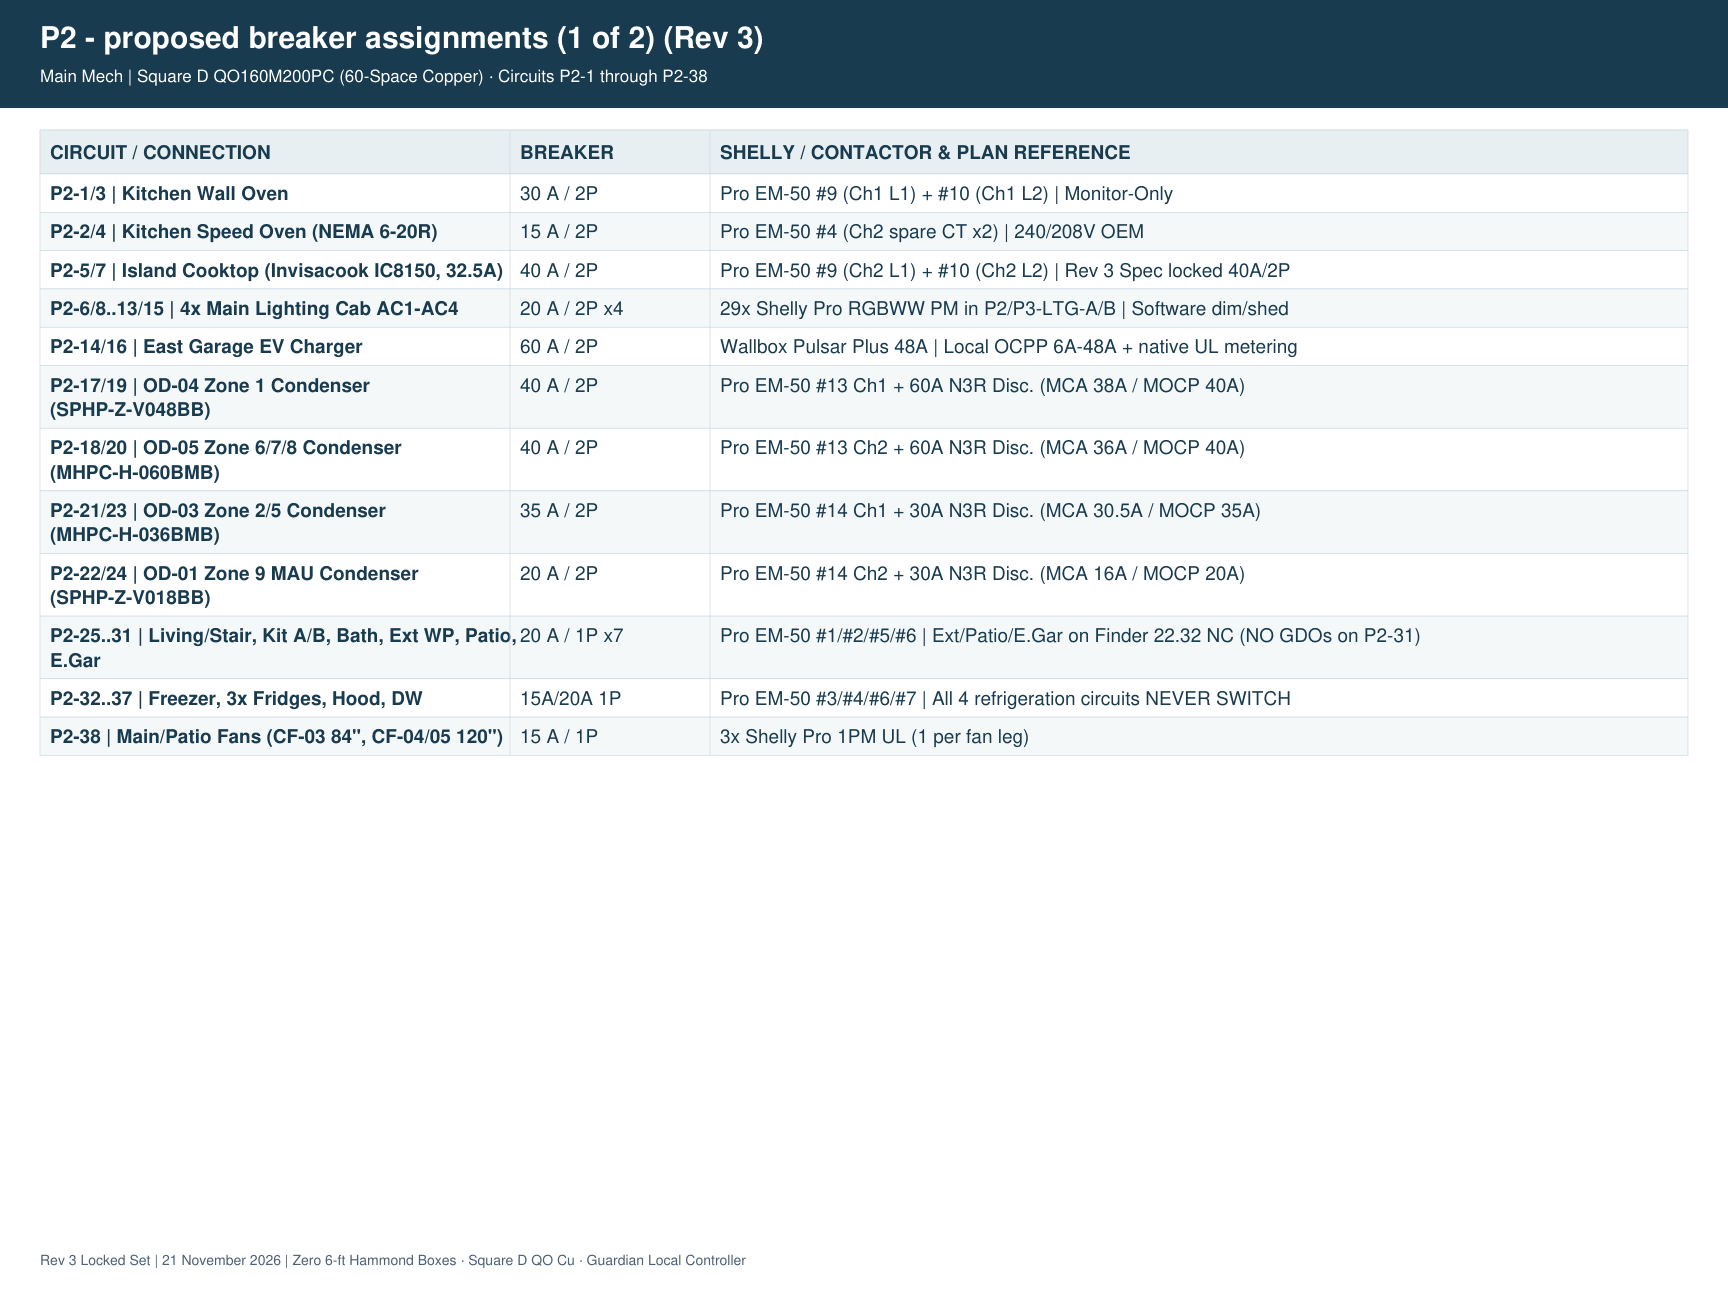 P2 - proposed breaker assignments (1 of 2) (Rev 3)
Main Mech | Square D QO160M200PC (60-Space Copper) · Circuits P2-1 through P2-38
CIRCUIT / CONNECTION BREAKER SHELLY / CONTACTOR & PLAN REFERENCE
P2-1/3 | Kitchen Wall Oven 30 A / 2P Pro EM-50 #9 (Ch1 L1) + #10 (Ch1 L2) | Monitor-Only
P2-2/4 | Kitchen Speed Oven (NEMA 6-20R) 15 A / 2P Pro EM-50 #4 (Ch2 spare CT x2) | 240/208V OEM
P2-5/7 | Island Cooktop (Invisacook IC8150, 32.5A) 40 A / 2P Pro EM-50 #9 (Ch2 L1) + #10 (Ch2 L2) | Rev 3 Spec locked 40A/2P
P2-6/8..13/15 | 4x Main Lighting Cab AC1-AC4 20 A / 2P x4 29x Shelly Pro RGBWW PM in P2/P3-LTG-A/B | Software dim/shed
P2-14/16 | East Garage EV Charger 60 A / 2P Wallbox Pulsar Plus 48A | Local OCPP 6A-48A + native UL metering
P2-17/19 | OD-04 Zone 1 Condenser 40 A / 2P Pro EM-50 #13 Ch1 + 60A N3R Disc. (MCA 38A / MOCP 40A)
(SPHP-Z-V048BB)
P2-18/20 | OD-05 Zone 6/7/8 Condenser 40 A / 2P Pro EM-50 #13 Ch2 + 60A N3R Disc. (MCA 36A / MOCP 40A)
(MHPC-H-060BMB)
P2-21/23 | OD-03 Zone 2/5 Condenser 35 A / 2P Pro EM-50 #14 Ch1 + 30A N3R Disc. (MCA 30.5A / MOCP 35A)
(MHPC-H-036BMB)
P2-22/24 | OD-01 Zone 9 MAU Condenser 20 A / 2P Pro EM-50 #14 Ch2 + 30A N3R Disc. (MCA 16A / MOCP 20A)
(SPHP-Z-V018BB)
P2-25..31 | Living/Stair, Kit A/B, Bath, Ext WP, Patio, 20 A / 1P x7 Pro EM-50 #1/#2/#5/#6 | Ext/Patio/E.Gar on Finder 22.32 NC (NO GDOs on P2-31)
E.Gar
P2-32..37 | Freezer, 3x Fridges, Hood, DW 15A/20A 1P Pro EM-50 #3/#4/#6/#7 | All 4 refrigeration circuits NEVER SWITCH
P2-38 | Main/Patio Fans (CF-03 84", CF-04/05 120") 15 A / 1P 3x Shelly Pro 1PM UL (1 per fan leg)
Rev 3 Locked Set | 21 November 2026 | Zero 6-ft Hammond Boxes · Square D QO Cu · Guardian Local Controller